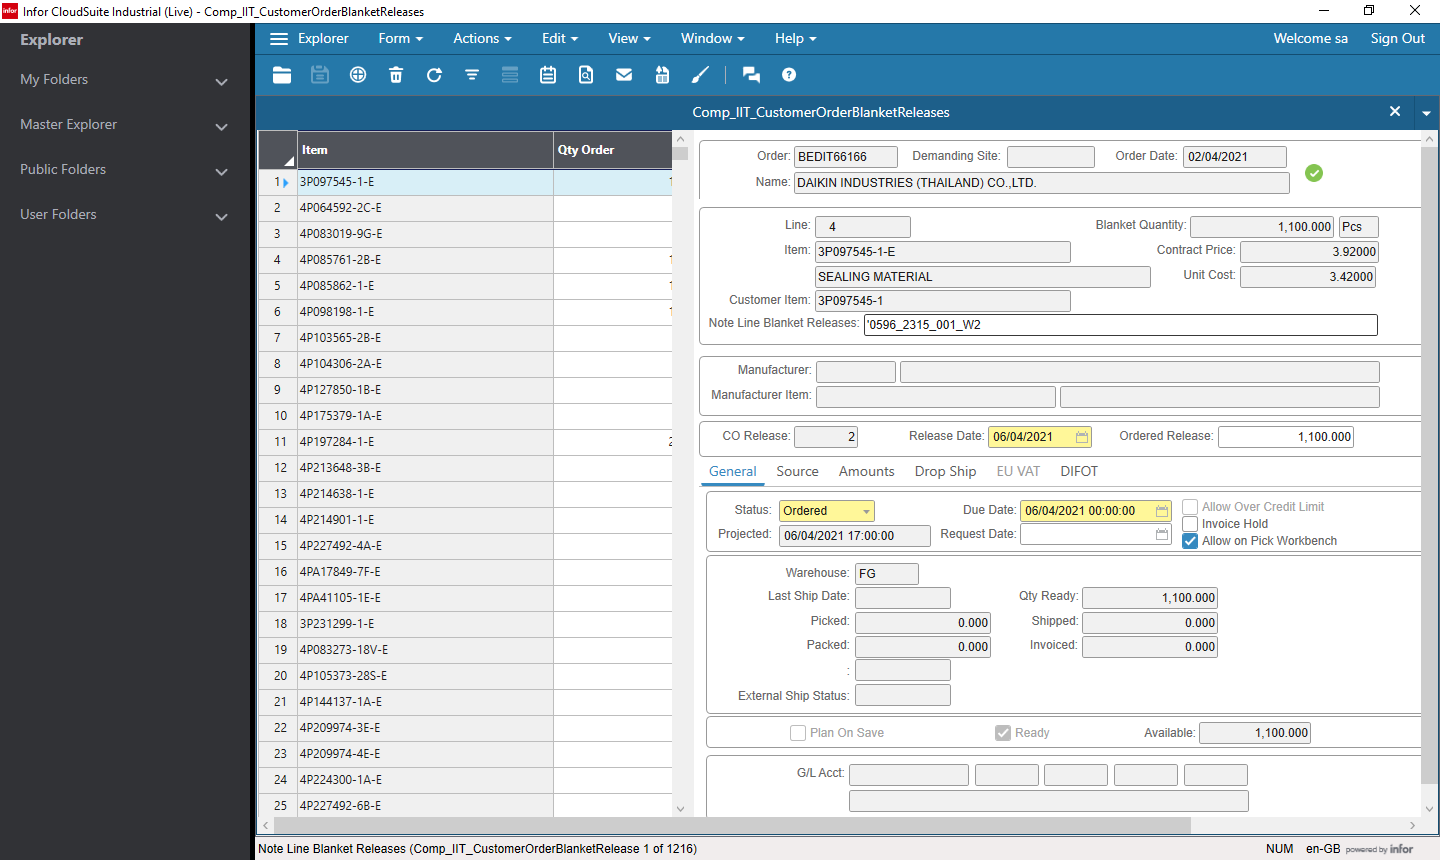 infor Infor CloudSuite Industrial (Live) - Comp_IIT_CustomerOrderBlanketReleases
Explorer
My Folders
Master Explorer
Public Folders
User Folders
Explorer Form Actions Edit View Window Help Welcome sa Sign Out
Comp_IIT_CustomerOrderBlanketReleases
Item Qty Order
1 3P097545-1-E 1
2 4P064592-2C-E
3 4P083019-9G-E
4 4P085761-2B-E 1
5 4P085862-1-E 1
6 4P098198-1-E 1
7 4P103565-2B-E
8 4P104306-2A-E
9 4P127850-1B-E
10 4P175379-1A-E
11 4P197284-1-E 2
12 4P213648-3B-E
13 4P214638-1-E
14 4P214901-1-E
15 4P227492-4A-E
16 4PA17849-7F-E
17 4PA41105-1E-E
18 3P231299-1-E
19 4P083273-18V-E
20 4P105373-28S-E
21 4P144137-1A-E
22 4P209974-3E-E
23 4P209974-4E-E
24 4P224300-1A-E
25 4P227492-6B-E
Order: BEDIT66166 Demanding Site: Order Date: 02/04/2021
Name: DAIKIN INDUSTRIES (THAILAND) CO.,LTD.
Line: 4 Blanket Quantity: 1,100.000 Pcs
Item: 3P097545-1-E Contract Price: 3.92000
SEALING MATERIAL Unit Cost: 3.42000
Customer Item: 3P097545-1
Note Line Blanket Releases: '0596_2315_001_W2
Manufacturer:
Manufacturer Item:
CO Release: 2 Release Date: 06/04/2021 Ordered Release: 1,100.000
General Source Amounts Drop Ship EU VAT DIFOT
Status: Ordered Due Date: 06/04/2021 00:00:00 Allow Over Credit Limit
Invoice Hold
Projected: 06/04/2021 17:00:00 Request Date: Allow on Pick Workbench
Warehouse: FG
Last Ship Date: Qty Ready: 1,100.000
Picked: 0.000 Shipped: 0.000
Packed: 0.000 Invoiced: 0.000
:
External Ship Status:
Plan On Save Ready Available: 1,100.000
G/L Acct:
Note Line Blanket Releases (Comp_IIT_CustomerOrderBlanketRelease 1 of 1216) NUM en-GB powered by infor